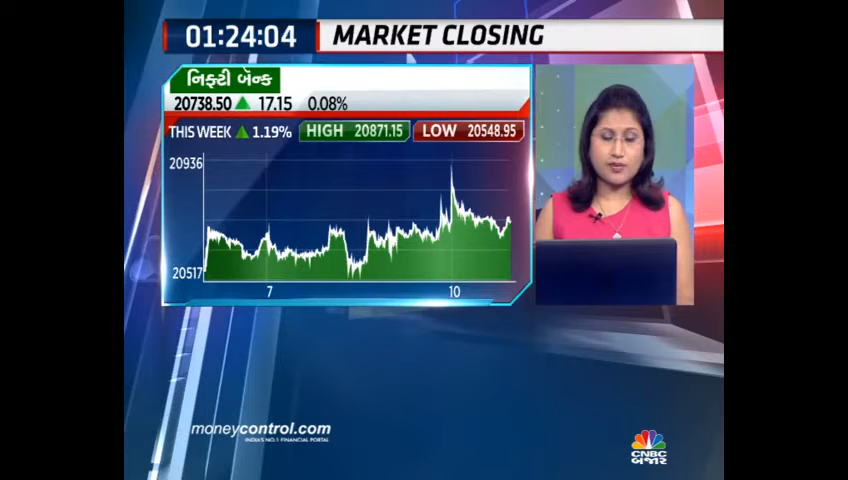 01:24:04 MARKET CLOSING
નિફ્ટી બૅન્ક
20738.50 17.15 0.08%
THIS WEEK 1.19% HIGH 20871.15 LOW 20548.95
20936
20517
7 10
moneycontrol.com
INDIA'S NO.1 FINANCIAL PORTAL
CNBC
બજાર